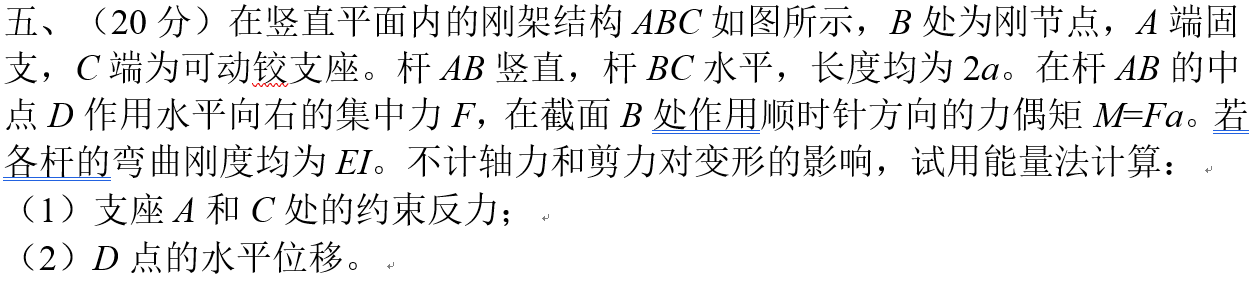 五、（20 分）在竖直平面内的刚架结构 ABC 如图所示，B 处为刚节点，A 端固
支，C 端为可动铰支座。杆 AB 竖直，杆 BC 水平，长度均为 2a。在杆 AB 的中
点 D 作用水平向右的集中力 F，在截面 B 处作用顺时针方向的力偶矩 M=Fa。若
各杆的弯曲刚度均为 EI。不计轴力和剪力对变形的影响，试用能量法计算：
（1）支座 A 和 C 处的约束反力；
（2）D 点的水平位移。